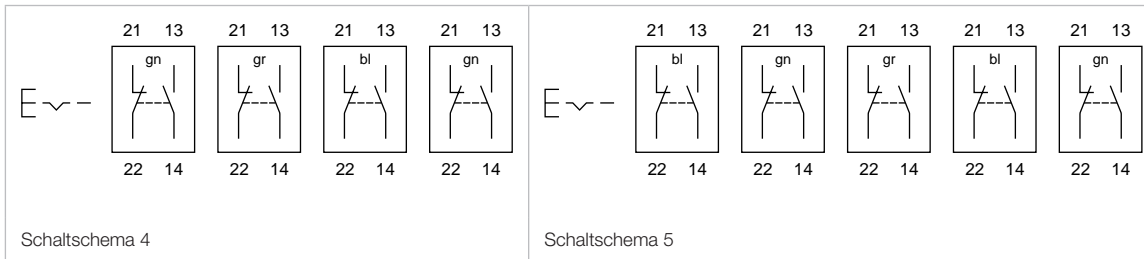 21 13 21 13 21 13 21 13 21 13 21 13 21 13 21 13 21 13
gn gr bl gn bl gn gr bl gn
22 14 22 14 22 14 22 14 22 14 22 14 22 14 22 14 22 14
Schaltschema 4 Schaltschema 5